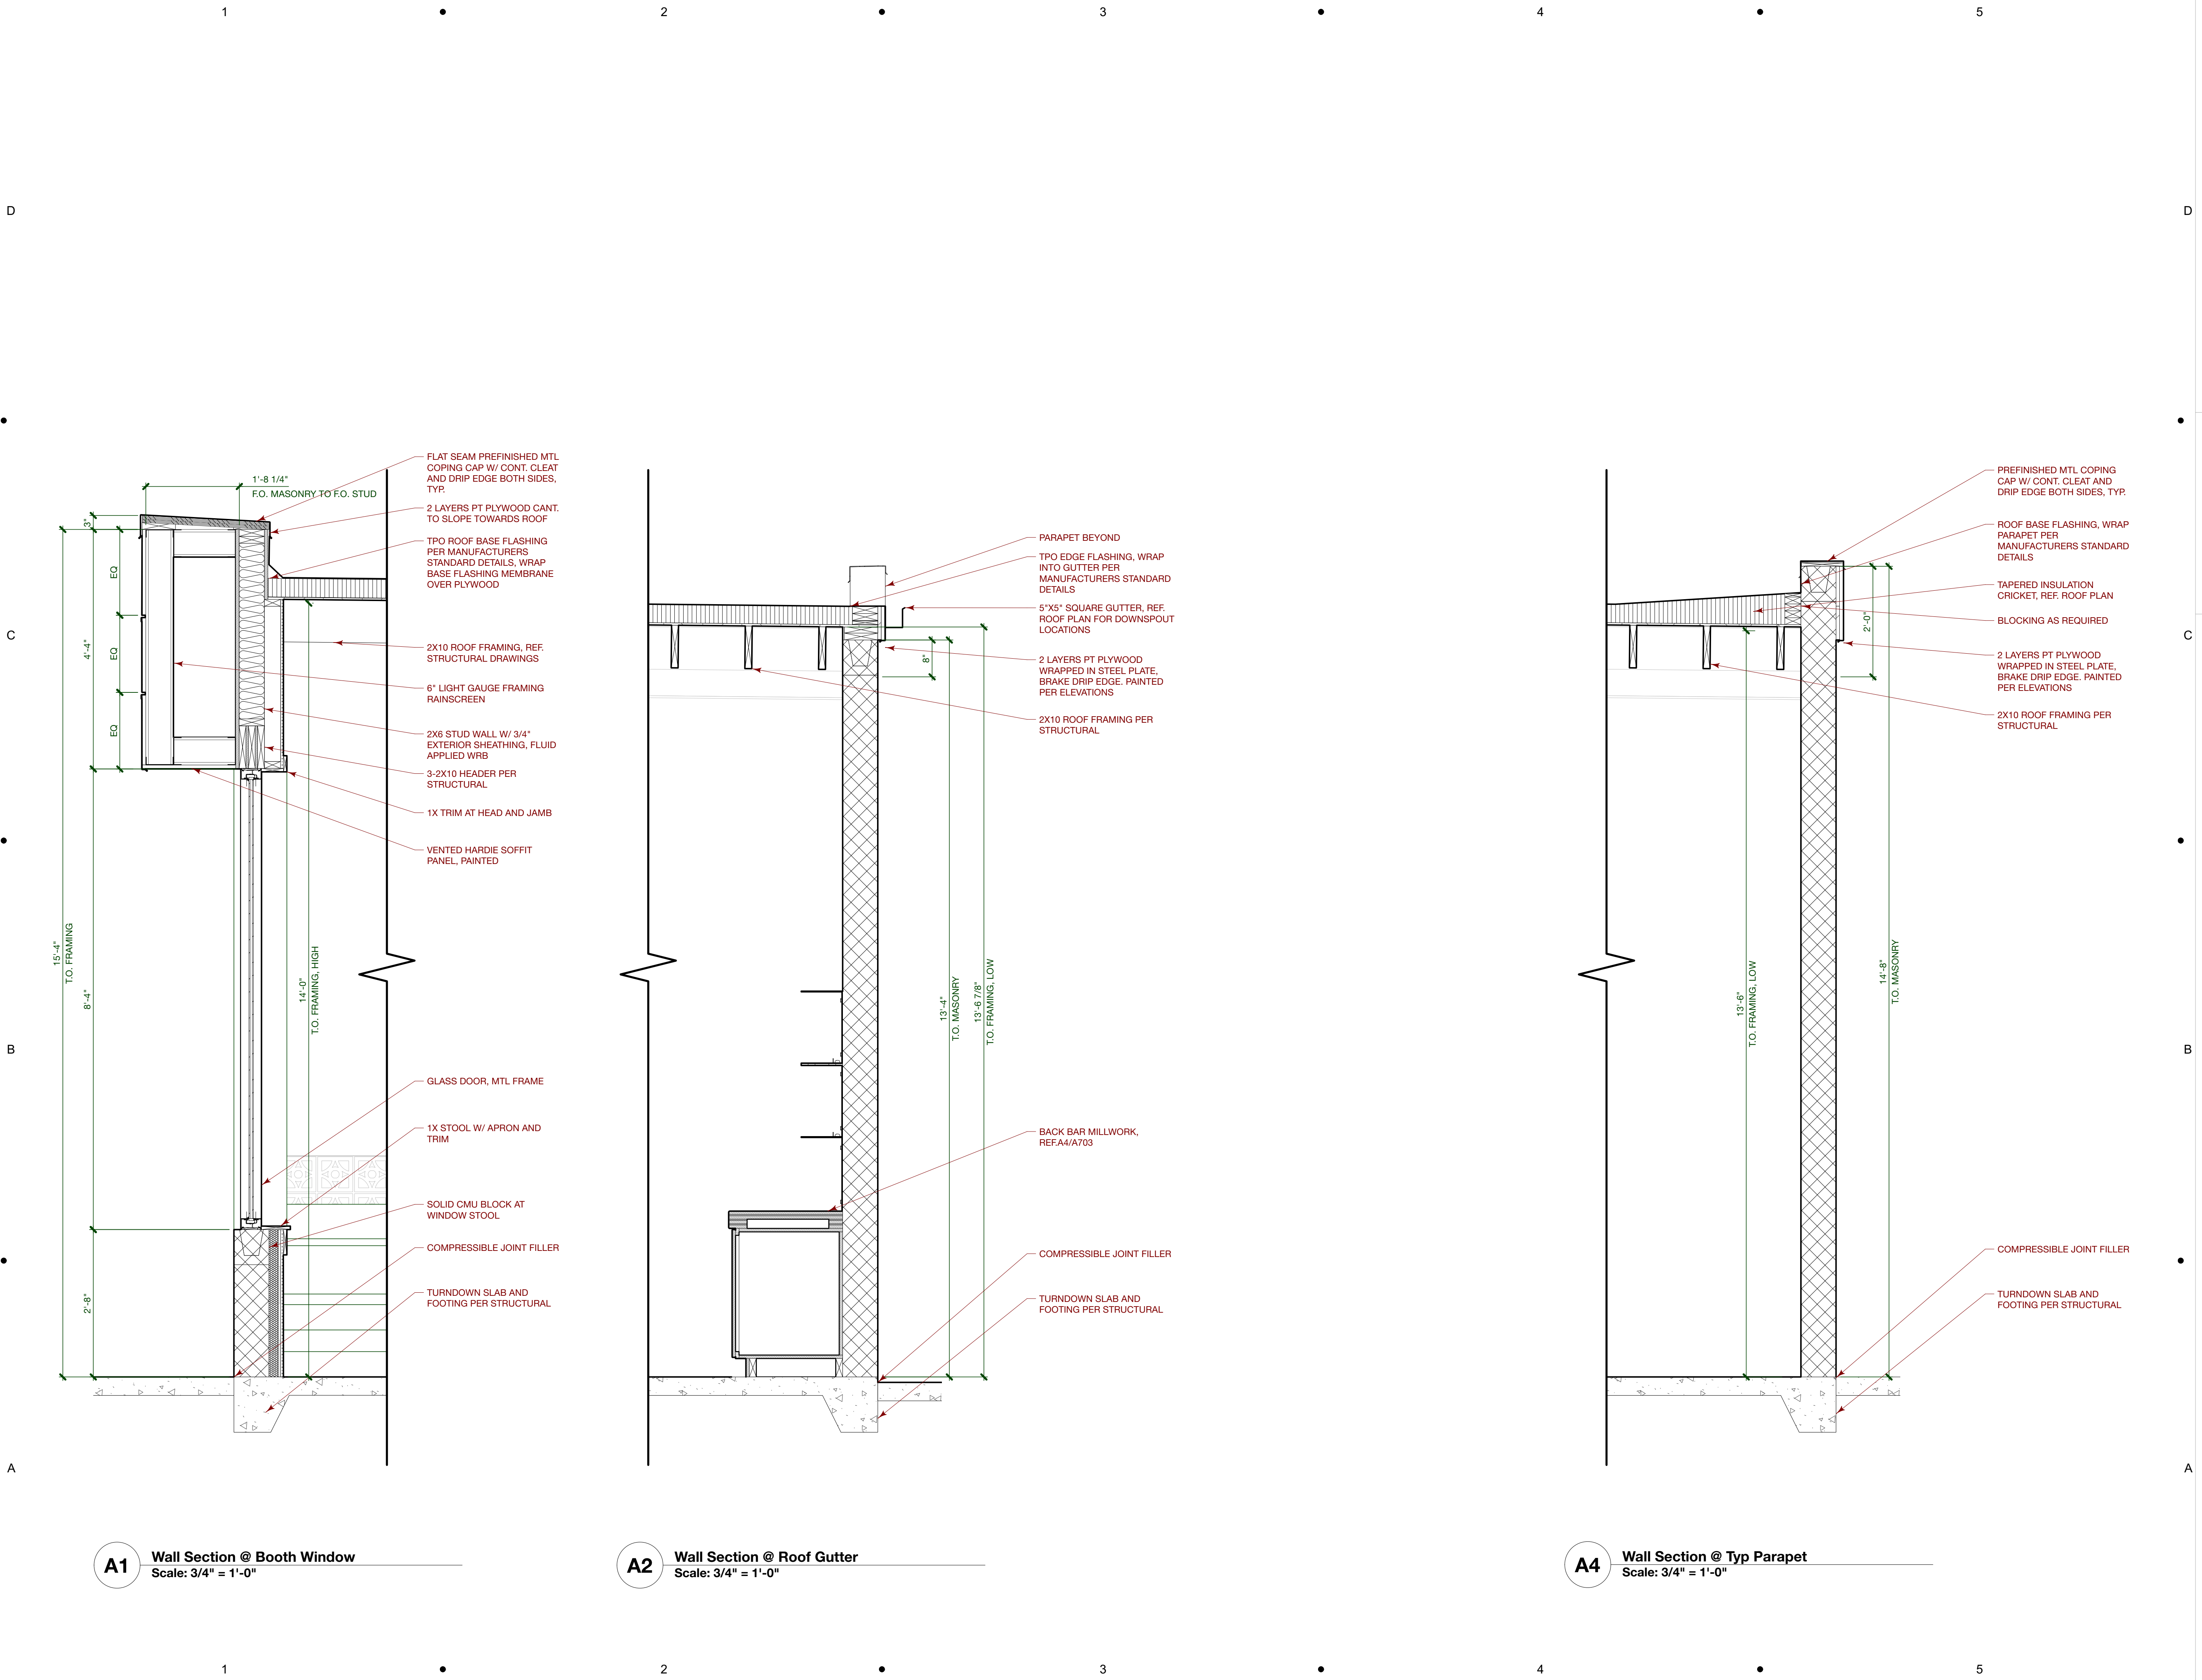 1
2
3
4
5
D
D
C
C
B
B
A
A
1'-8 1/4"
F.O. MASONRY TO F.O. STUD
3"
EQ
EQ
EQ
4'-4"
8'-4"
2'-8"
15'-4"
T.O. FRAMING
14'-0"
T.O. FRAMING, HIGH
FLAT SEAM PREFINISHED MTL
COPING CAP W/ CONT. CLEAT
AND DRIP EDGE BOTH SIDES,
TYP.
2 LAYERS PT PLYWOOD CANT.
TO SLOPE TOWARDS ROOF
TPO ROOF BASE FLASHING
PER MANUFACTURERS
STANDARD DETAILS, WRAP
BASE FLASHING MEMBRANE
OVER PLYWOOD
2X10 ROOF FRAMING, REF.
STRUCTURAL DRAWINGS
6" LIGHT GAUGE FRAMING
RAINSCREEN
2X6 STUD WALL W/ 3/4"
EXTERIOR SHEATHING, FLUID
APPLIED WRB
3-2X10 HEADER PER
STRUCTURAL
1X TRIM AT HEAD AND JAMB
VENTED HARDIE SOFFIT
PANEL, PAINTED
GLASS DOOR, MTL FRAME
1X STOOL W/ APRON AND
TRIM
SOLID CMU BLOCK AT
WINDOW STOOL
COMPRESSIBLE JOINT FILLER
TURNDOWN SLAB AND
FOOTING PER STRUCTURAL
PARAPET BEYOND
TPO EDGE FLASHING, WRAP
INTO GUTTER PER
MANUFACTURERS STANDARD
DETAILS
5"X5" SQUARE GUTTER, REF.
ROOF PLAN FOR DOWNSPOUT
LOCATIONS
2 LAYERS PT PLYWOOD
WRAPPED IN STEEL PLATE,
BRAKE DRIP EDGE. PAINTED
PER ELEVATIONS
2X10 ROOF FRAMING PER
STRUCTURAL
8"
13'-4"
T.O. MASONRY
13'-6 7/8"
T.O. FRAMING, LOW
BACK BAR MILLWORK,
REF.A4/A703
COMPRESSIBLE JOINT FILLER
TURNDOWN SLAB AND
FOOTING PER STRUCTURAL
PREFINISHED MTL COPING
CAP W/ CONT. CLEAT AND
DRIP EDGE BOTH SIDES, TYP.
ROOF BASE FLASHING, WRAP
PARAPET PER
MANUFACTURERS STANDARD
DETAILS
TAPERED INSULATION
CRICKET, REF. ROOF PLAN
BLOCKING AS REQUIRED
2 LAYERS PT PLYWOOD
WRAPPED IN STEEL PLATE,
BRAKE DRIP EDGE. PAINTED
PER ELEVATIONS
2X10 ROOF FRAMING PER
STRUCTURAL
2'-0"
13'-6"
T.O. FRAMING, LOW
14'-8"
T.O. MASONRY
COMPRESSIBLE JOINT FILLER
TURNDOWN SLAB AND
FOOTING PER STRUCTURAL
A1
Wall Section @ Booth Window
Scale: 3/4" = 1'-0"
A2
Wall Section @ Roof Gutter
Scale: 3/4" = 1'-0"
A4
Wall Section @ Typ Parapet
Scale: 3/4" = 1'-0"
1
2
3
4
5